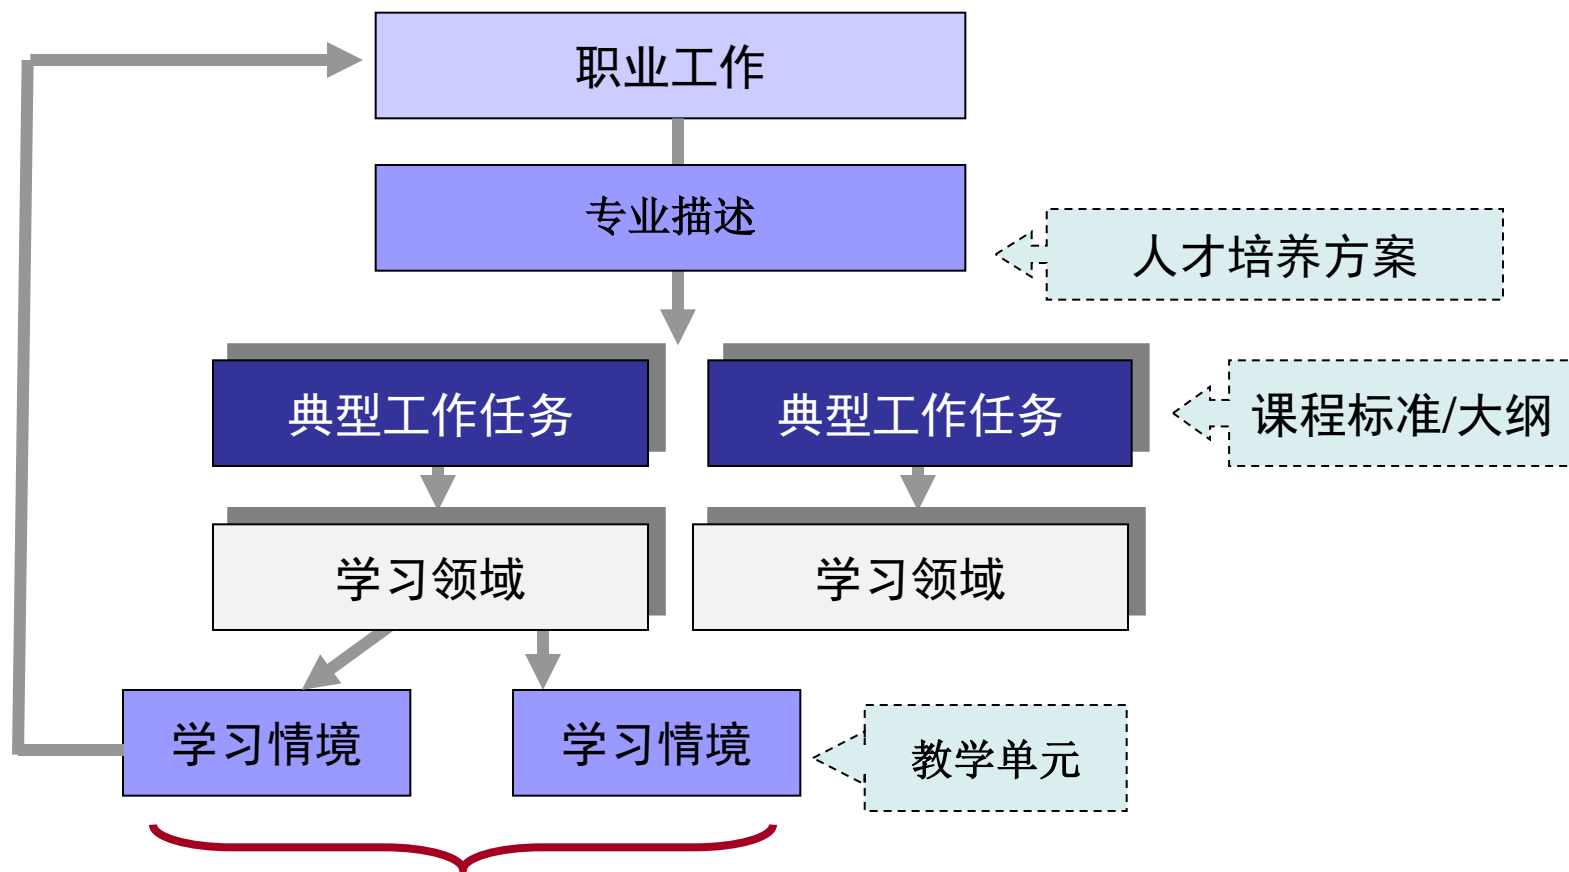 职业工作
专业描述
人才培养方案
典型工作任务
典型工作任务
课程标准/大纲
学习领域
学习领域
学习情境
学习情境
教学单元